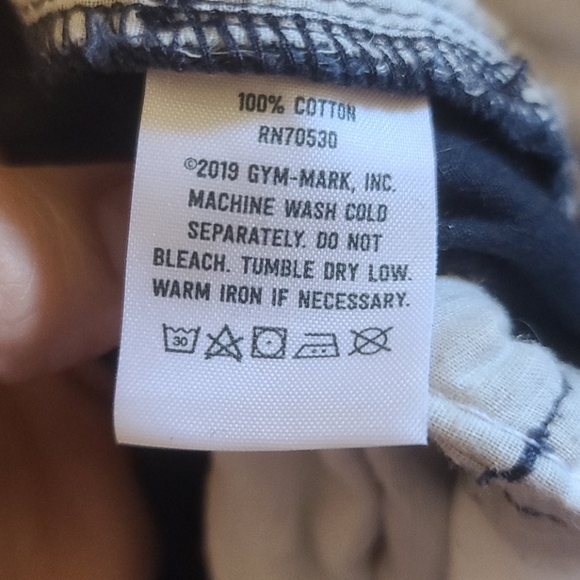 100% COTTON
RN70530
©2019 GYM-MARK, INC.
MACHINE WASH COLD
SEPARATELY. DO NOT
BLEACH. TUMBLE DRY LOW.
WARM IRON IF NECESSARY.
30